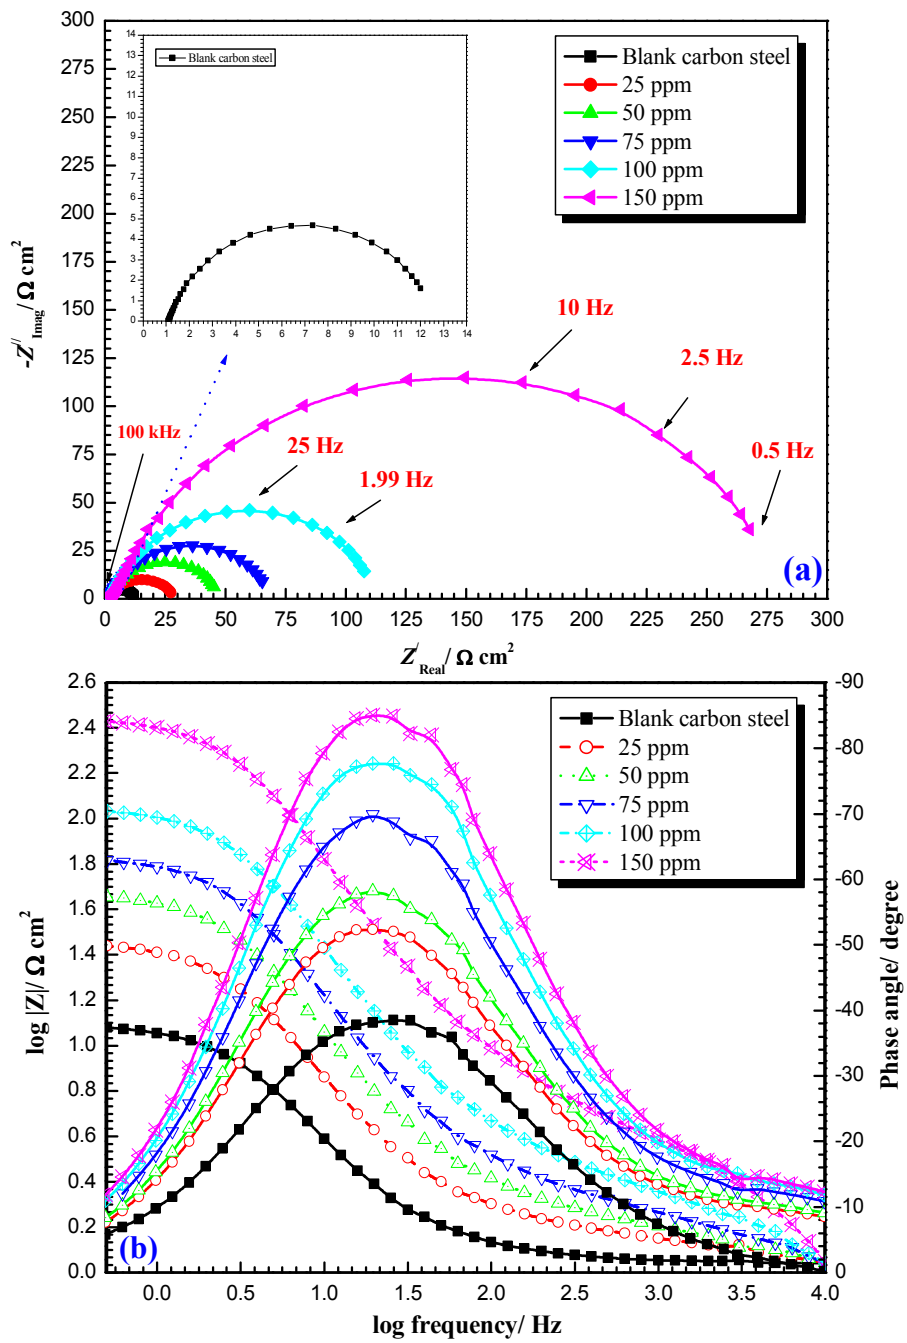 300
275
250
225
200
175
150
125
100
75
50
25
0
-Z//Imag/ Ω cm2
14
13
12
11
10
9
8
7
6
5
4
3
2
1
0
Blank carbon steel
0 1 2 3 4 5 6 7 8 9 10 11 12 13 14
Blank carbon steel
25 ppm
50 ppm
75 ppm
100 ppm
150 ppm
10 Hz
2.5 Hz
0.5 Hz
100 kHz
25 Hz
1.99 Hz
(a)
0 25 50 75 100 125 150 175 200 225 250 275 300
Z/Real/ Ω cm2
2.6
2.4
2.2
2.0
1.8
1.6
1.4
1.2
1.0
0.8
0.6
0.4
0.2
0.0
log |Z|/ Ω cm2
Blank carbon steel
25 ppm
50 ppm
75 ppm
100 ppm
150 ppm
-90
-80
-70
-60
-50
-40
-30
-20
-10
0
Phase angle/ degree
(b)
0.0 0.5 1.0 1.5 2.0 2.5 3.0 3.5 4.0
log frequency/ Hz